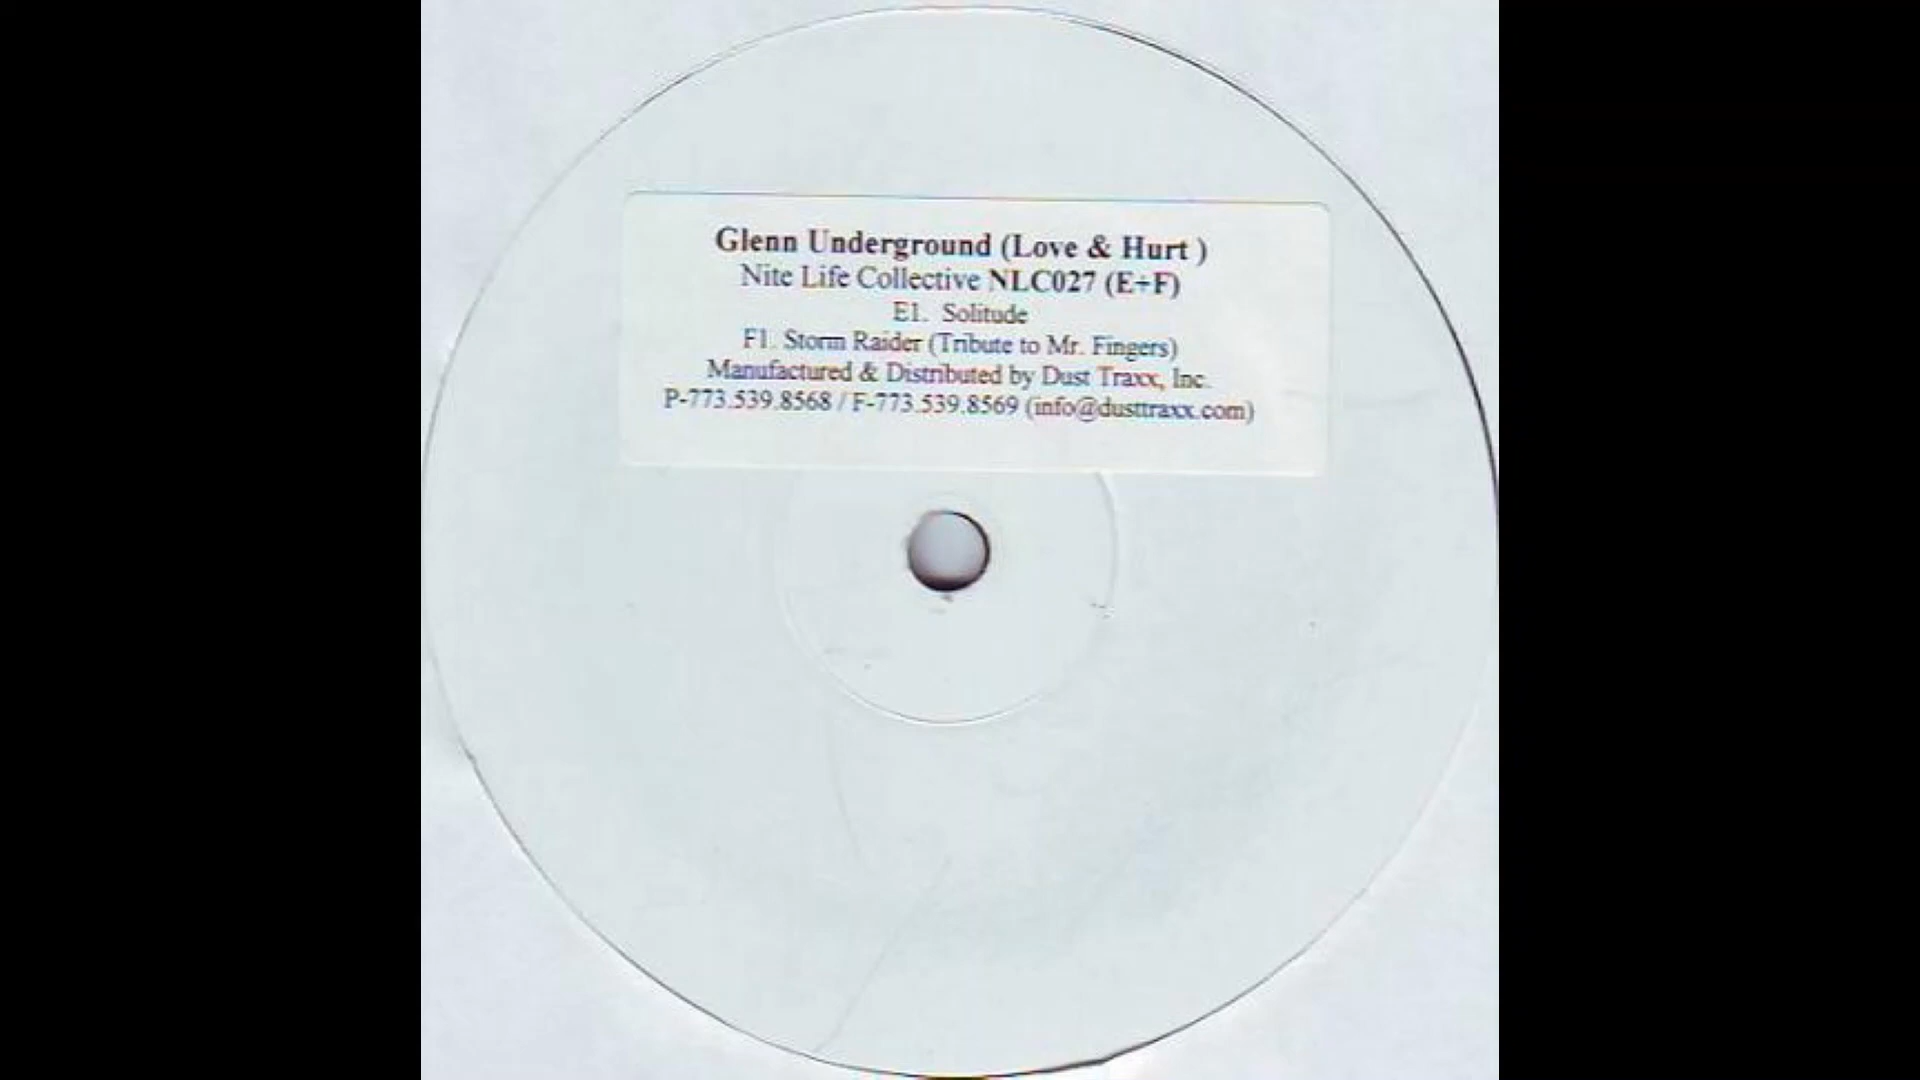 Glenn Underground (Love & Hurt )
Nite Life Collective NLC027 (E+F)
E1. Solitude
F1. Storm Raider (Tribute to Mr. Fingers)
Manufactured & Distributed by Dust Traxx, Inc.
P-773.539.8568 / F-773.539.8569 (info@dusttraxx.com)